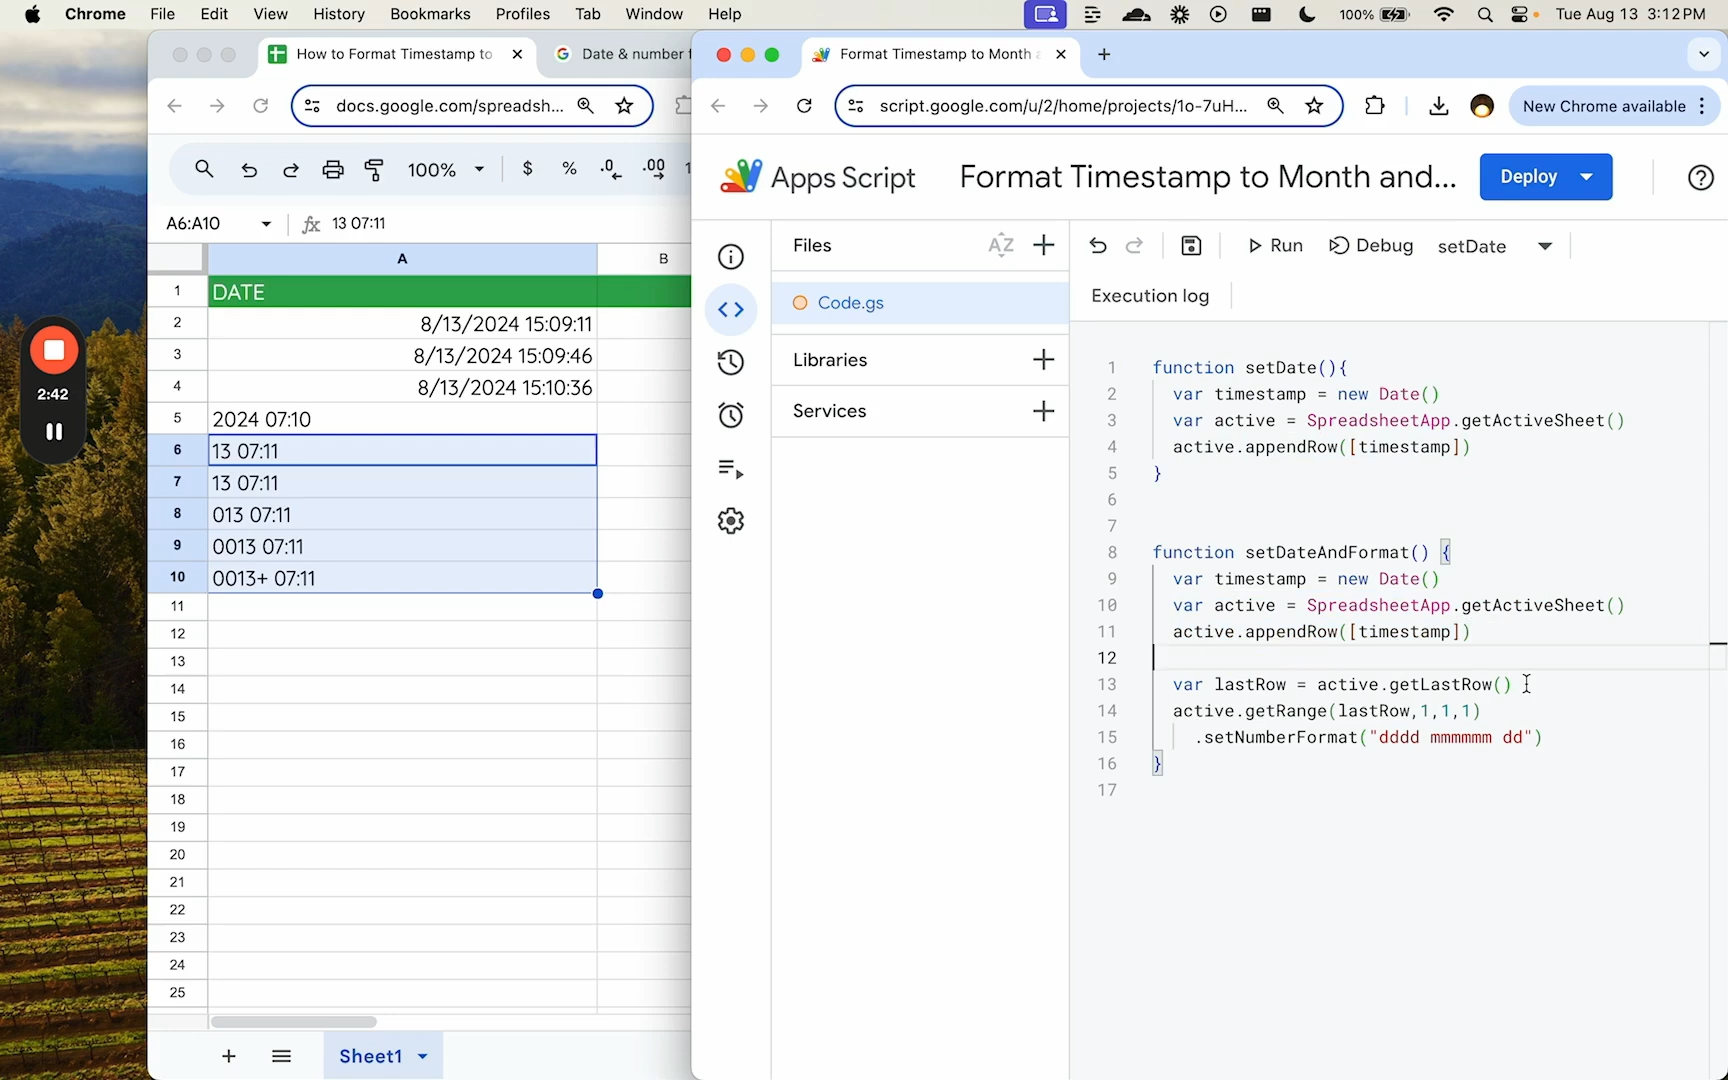 Chrome File Edit View History Bookmarks Profiles Tab Window Help 100% Tue Aug 13 3:12 PM
How to Format Timestamp to
Date & number
Format Timestamp to Month
docs.google.com/spreadsh...
script.google.com/u/2/home/projects/1o-7uH...
New Chrome available
100% $ % .0 .00
Apps Script
Format Timestamp to Month and...
Deploy
A6:A10
fx 13 07:11
Files
AZ
Run
Debug
setDate
Code.gs
Execution log
Libraries
Services
2:42
A B
1 DATE
2 8/13/2024 15:09:11
3 8/13/2024 15:09:46
4 8/13/2024 15:10:36
5 2024 07:10
6 13 07:11
7 13 07:11
8 013 07:11
9 0013 07:11
10 0013+ 07:11
11
12
13
14
15
16
17
18
19
20
21
22
23
24
25
Sheet1
1 function setDate(){
2 var timestamp = new Date()
3 var active = SpreadsheetApp.getActiveSheet()
4 active.appendRow([timestamp])
5 }
6
7
8 function setDateAndFormat() {
9 var timestamp = new Date()
10 var active = SpreadsheetApp.getActiveSheet()
11 active.appendRow([timestamp])
12
13 var lastRow = active.getLastRow()
14 active.getRange(lastRow,1,1,1)
15 .setNumberFormat("dddd mmmmmm dd")
16 }
17